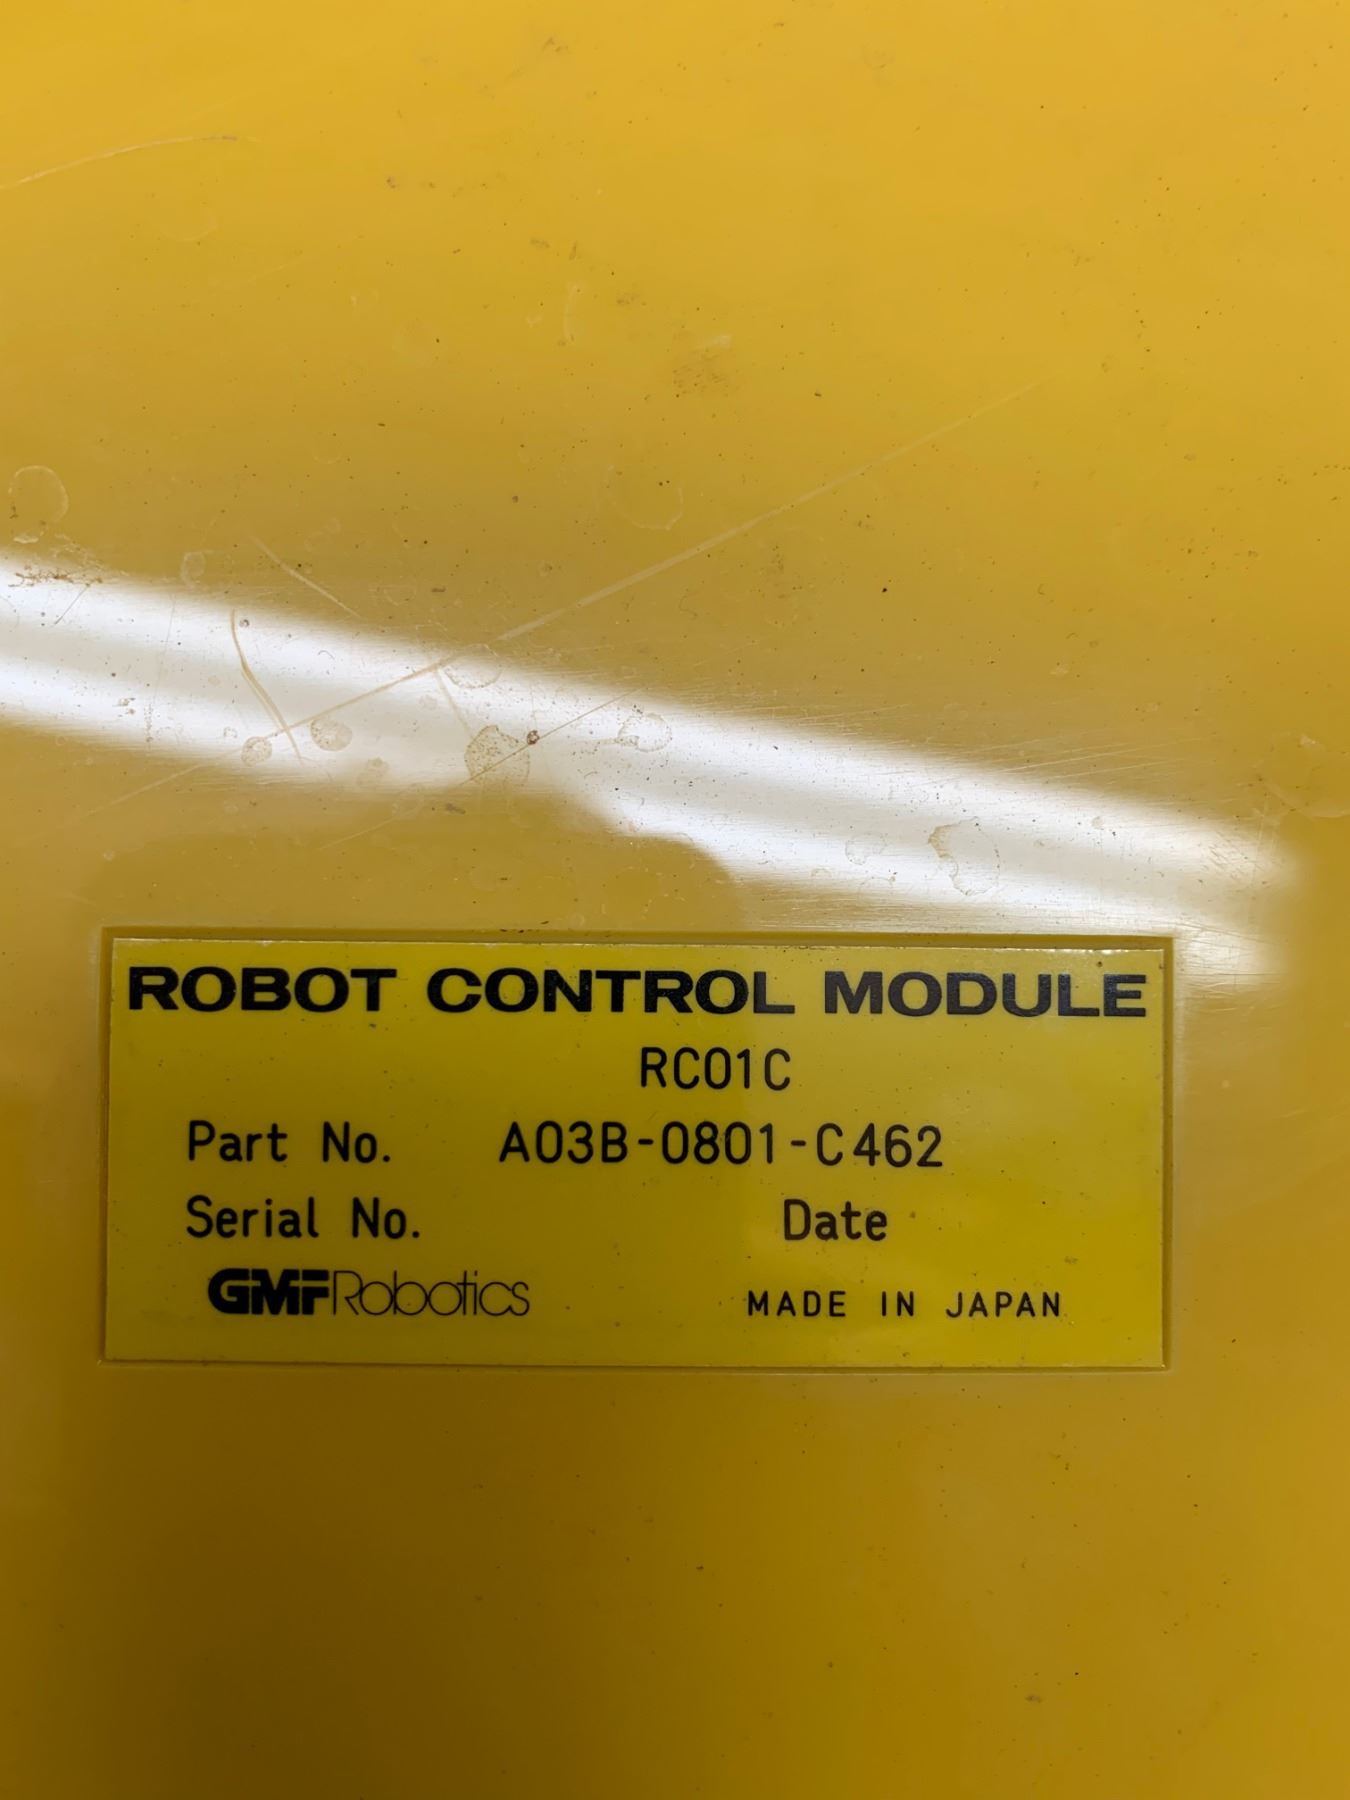 ROBOT CONTROL MODULE
RC01C
Part No. A03B-0801-C462
Serial No. Date
GMFRobotics MADE IN JAPAN